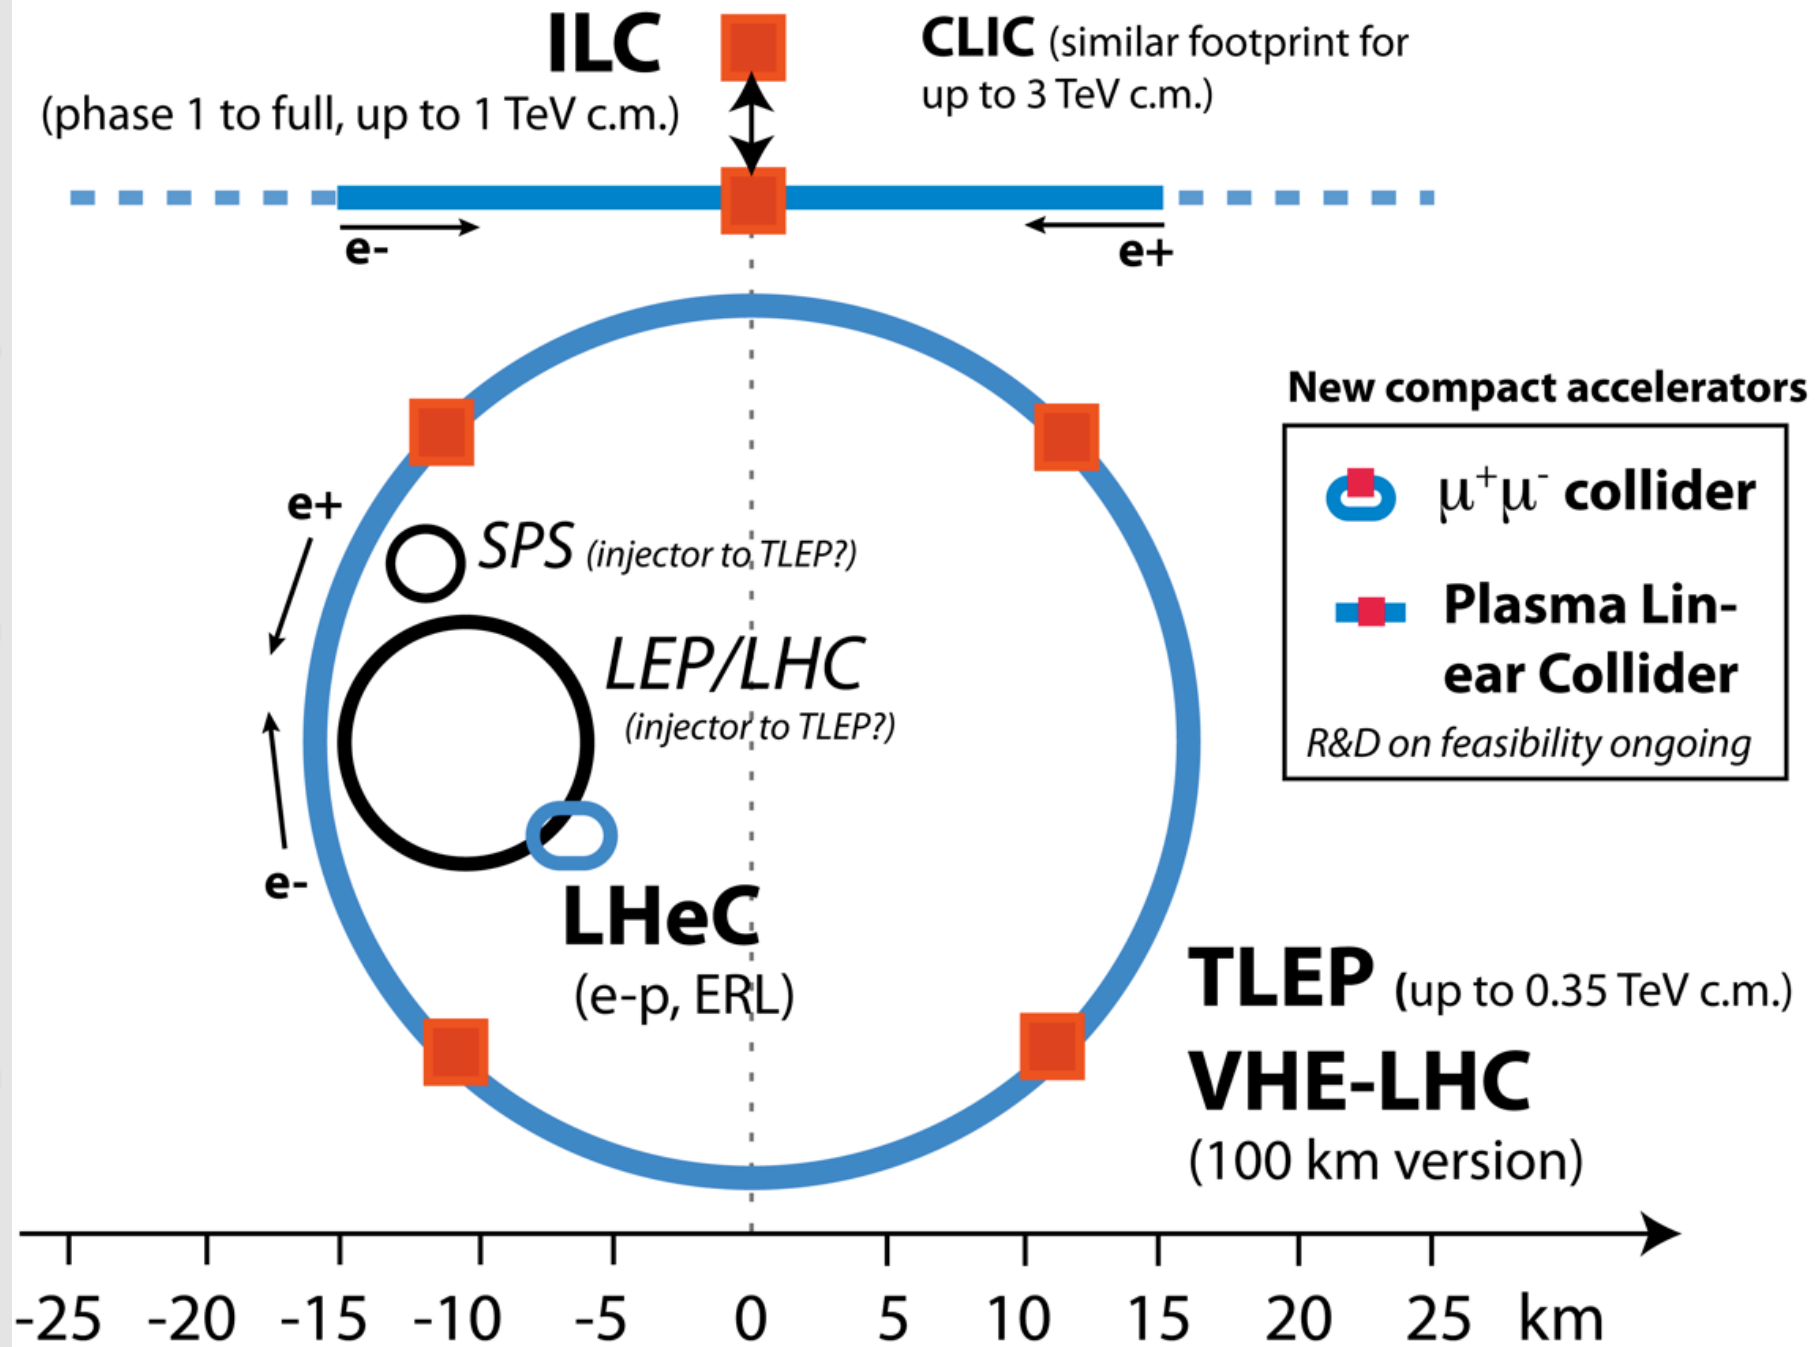 ILC
(phase 1 to full, up to 1 TeV c.m.)
CLIC (similar footprint for
up to 3 TeV c.m.)
e-
e+
New compact accelerators
μ⁺μ⁻ collider
Plasma Lin-
ear Collider
R&D on feasibility ongoing
e+
SPS (injector to TLEP?)
LEP/LHC
(injector to TLEP?)
e-
LHeC
(e-p, ERL)
TLEP (up to 0.35 TeV c.m.)
VHE-LHC
(100 km version)
-25 -20 -15 -10 -5 0 5 10 15 20 25 km